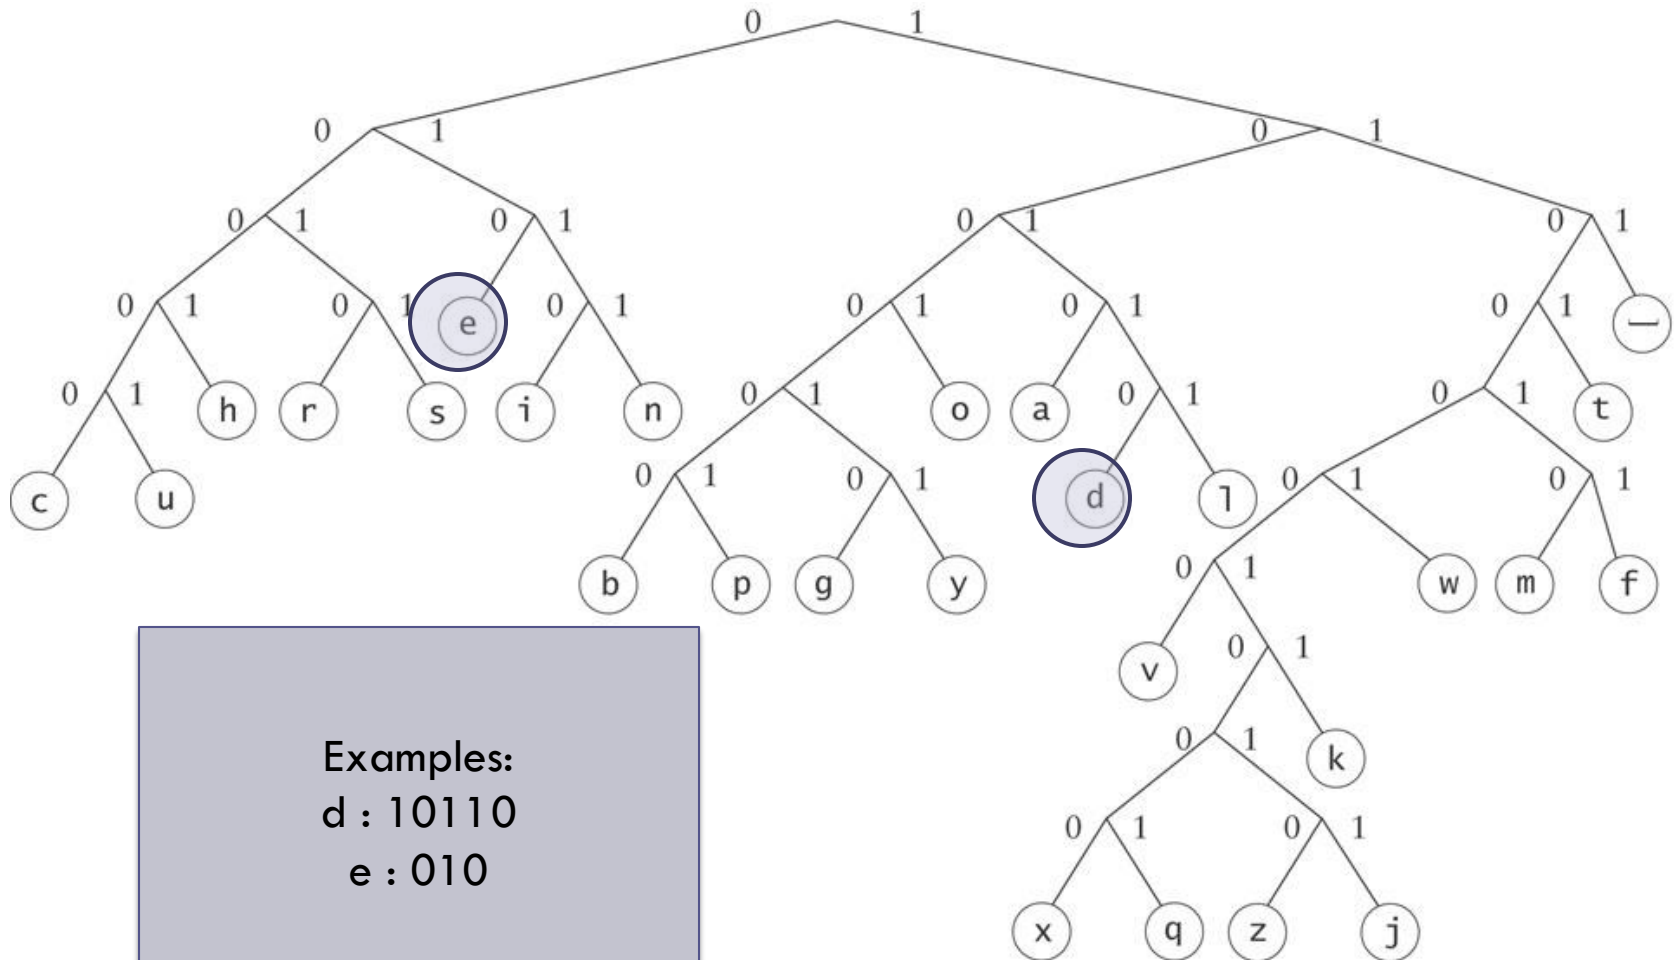 0 1
0 1 0 1
0 1 0 1 0 1 0 1
0 1 0 1 e 0 1 0 1 0 1 0 1 ⎵
0 1 h r s i n 0 1 o a 0 1 0 1 t
c u 0 1 0 1 d l 0 1 0 1
b p g y 0 1 w m f
v 0 1
0 1 k
0 1 0 1
x q z j
Examples:
d : 10110
e : 010